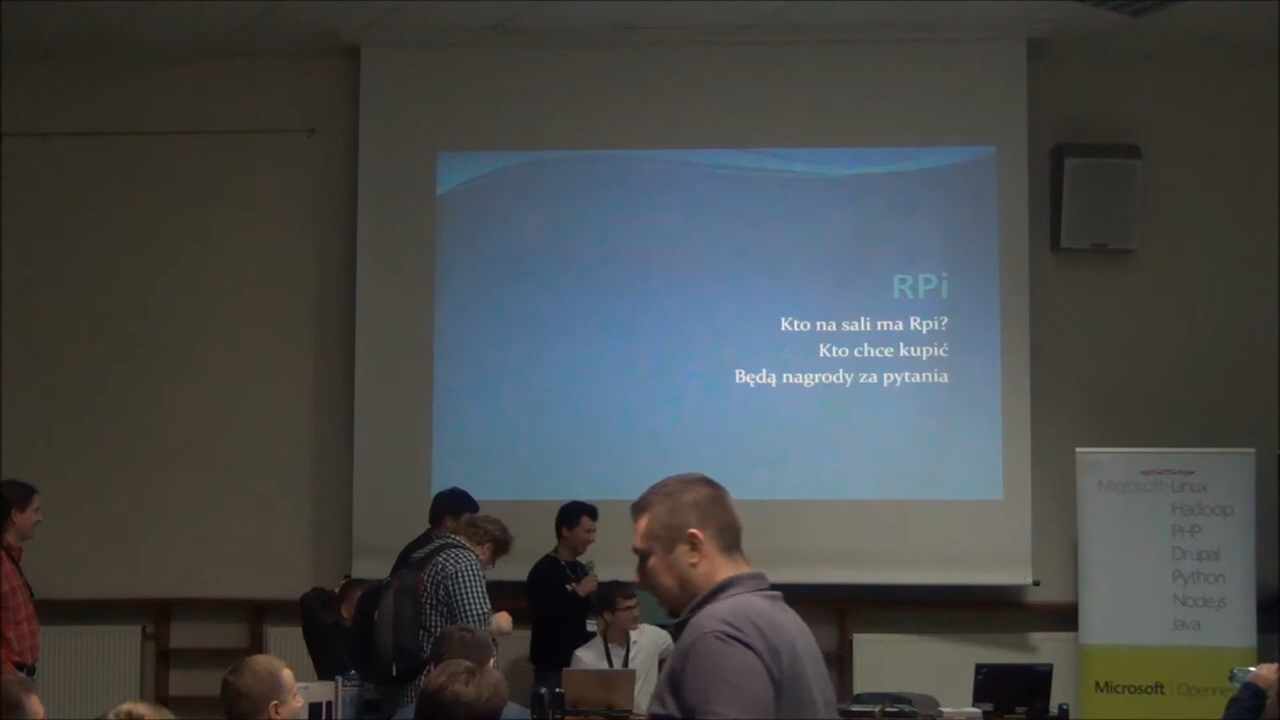 RPi
Kto na sali ma Rpi?
Kto chce kupić
Będą nagrody za pytania
Microsoft+Linux
Hadoop
PHP
Drupal
Python
Node.js
Java
Microsoft |